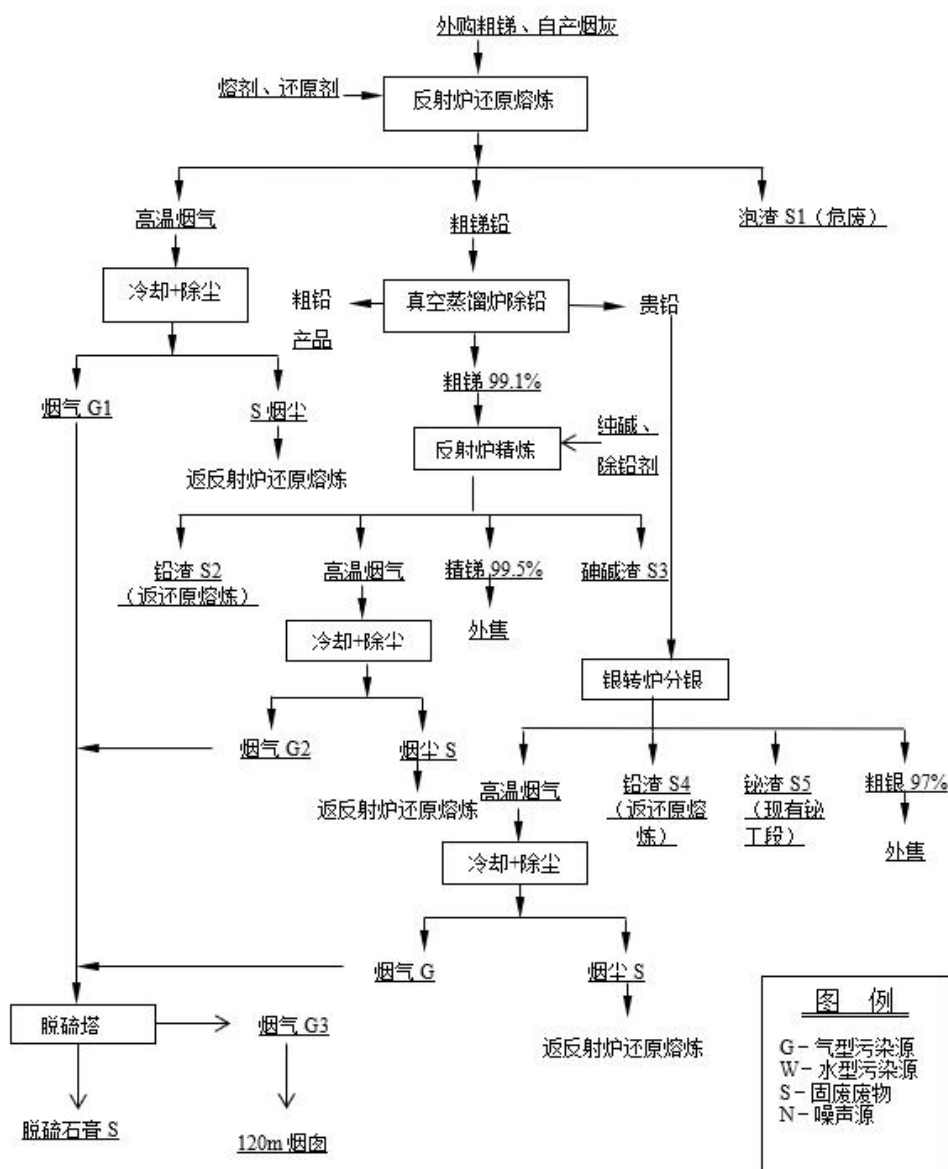 外购粗锑、自产烟灰
熔剂、还原剂
反射炉还原熔炼
高温烟气
粗锑铅
泡渣 S1（危废）
冷却+除尘
粗铅
产品
真空蒸馏炉除铅
贵铅
粗锑 99.1%
烟气 G1
S 烟尘
反射炉精炼
纯碱、
除铅剂
返反射炉还原熔炼
铅渣 S2
（返还原熔炼）
高温烟气
精锑 99.5%
砷碱渣 S3
外售
冷却+除尘
银转炉分银
烟气 G2
烟尘 S
返反射炉还原熔炼
高温烟气
铅渣 S4
（返还原熔
炼）
铋渣 S5
（现有铋
工段）
粗银 97%
外售
冷却+除尘
烟气 G
烟尘 S
返反射炉还原熔炼
脱硫塔
烟气 G3
脱硫石膏 S
120m 烟囱
图 例
G－气型污染源
W－水型污染源
S－固废废物
N－噪声源